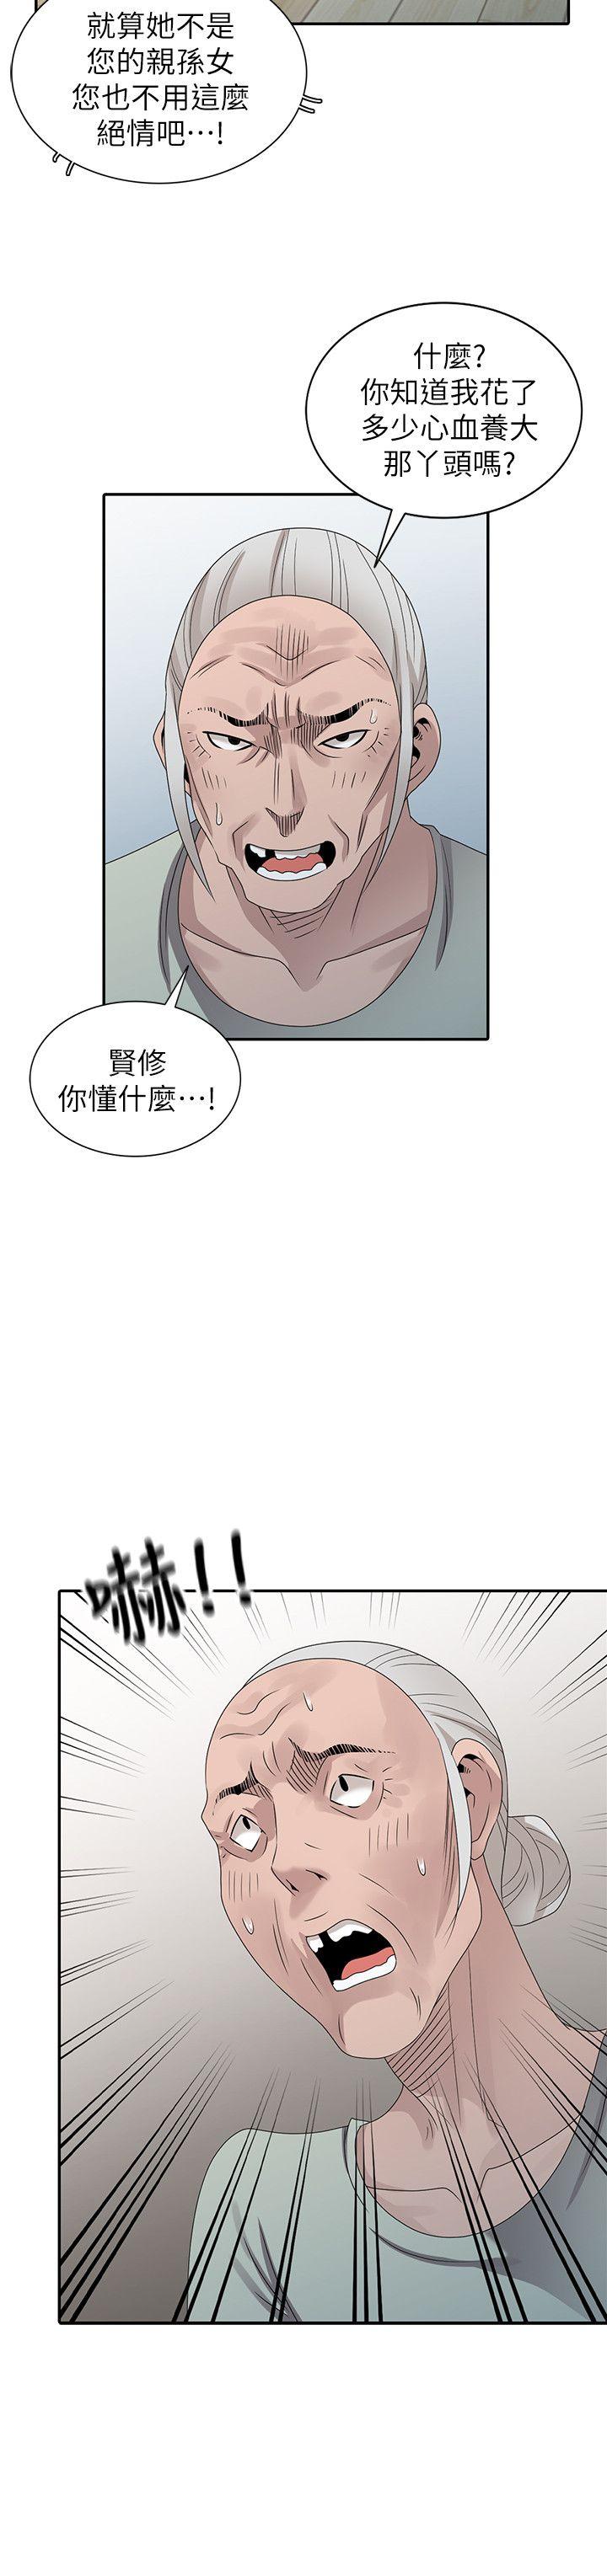 就算她不是
您的親孫女
您也不用這麼
絕情吧⋯!
什麼?
你知道我花了
多少心血養大
那丫頭嗎?
賢修
你懂什麼⋯!
嚇!!